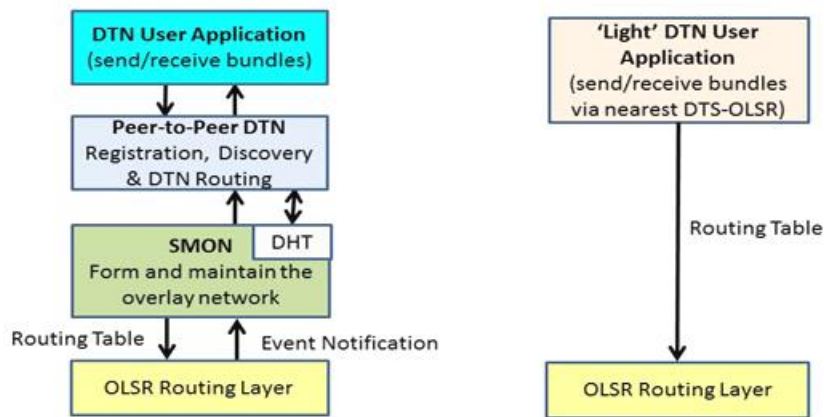 DTN User Application
(send/receive bundles)
Peer-to-Peer DTN
Registration, Discovery
& DTN Routing
SMON
DHT
Form and maintain the
overlay network
Routing Table
Event Notification
OLSR Routing Layer
‘Light’ DTN User
Application
(send/receive bundles
via nearest DTS-OLSR)
Routing Table
OLSR Routing Layer